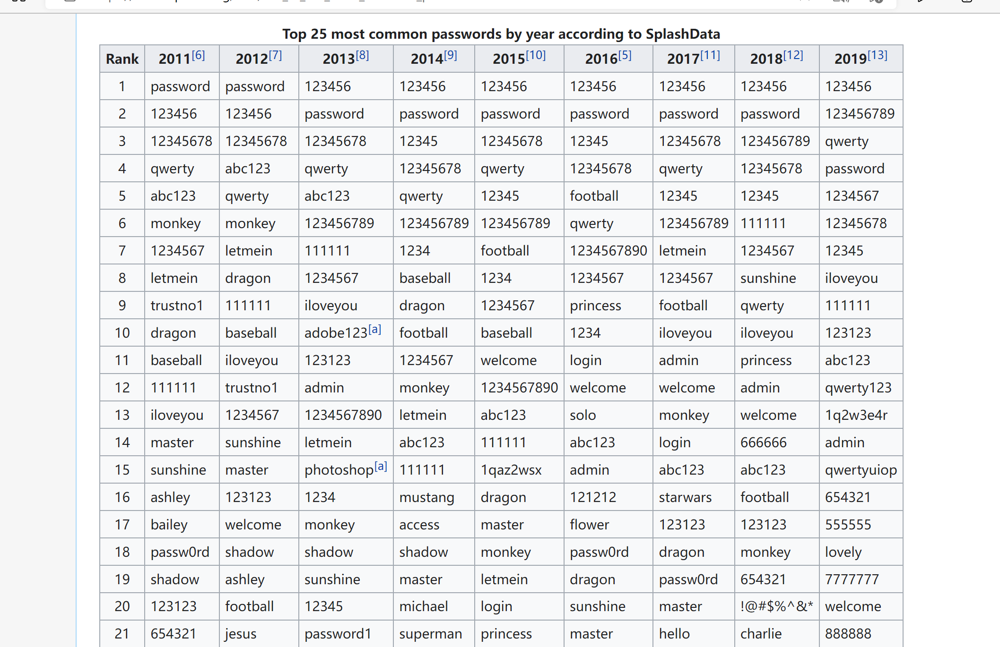 Top 25 most common passwords by year according to SplashData
Rank 2011[6] 2012[7] 2013[8] 2014[9] 2015[10] 2016[5] 2017[11] 2018[12] 2019[13]
1 password password 123456 123456 123456 123456 123456 123456 123456
2 123456 123456 password password password password password password 123456789
3 12345678 12345678 12345678 12345 12345678 12345 12345678 123456789 qwerty
4 qwerty abc123 qwerty 12345678 qwerty 12345678 qwerty 12345678 password
5 abc123 qwerty abc123 qwerty 12345 football 12345 12345 1234567
6 monkey monkey 123456789 123456789 123456789 qwerty 123456789 111111 12345678
7 1234567 letmein 111111 1234 football 1234567890 letmein 1234567 12345
8 letmein dragon 1234567 baseball 1234 1234567 1234567 sunshine iloveyou
9 trustno1 111111 iloveyou dragon 1234567 princess football qwerty 111111
10 dragon baseball adobe123[a] football baseball 1234 iloveyou iloveyou 123123
11 baseball iloveyou 123123 1234567 welcome login admin princess abc123
12 111111 trustno1 admin monkey 1234567890 welcome welcome admin qwerty123
13 iloveyou 1234567 1234567890 letmein abc123 solo monkey welcome 1q2w3e4r
14 master sunshine letmein abc123 111111 abc123 login 666666 admin
15 sunshine master photoshop[a] 111111 1qaz2wsx admin abc123 abc123 qwertyuiop
16 ashley 123123 1234 mustang dragon 121212 starwars football 654321
17 bailey welcome monkey access master flower 123123 123123 555555
18 passw0rd shadow shadow shadow monkey passw0rd dragon monkey lovely
19 shadow ashley sunshine master letmein dragon passw0rd 654321 7777777
20 123123 football 12345 michael login sunshine master !@#$%^&* welcome
21 654321 jesus password1 superman princess master hello charlie 888888